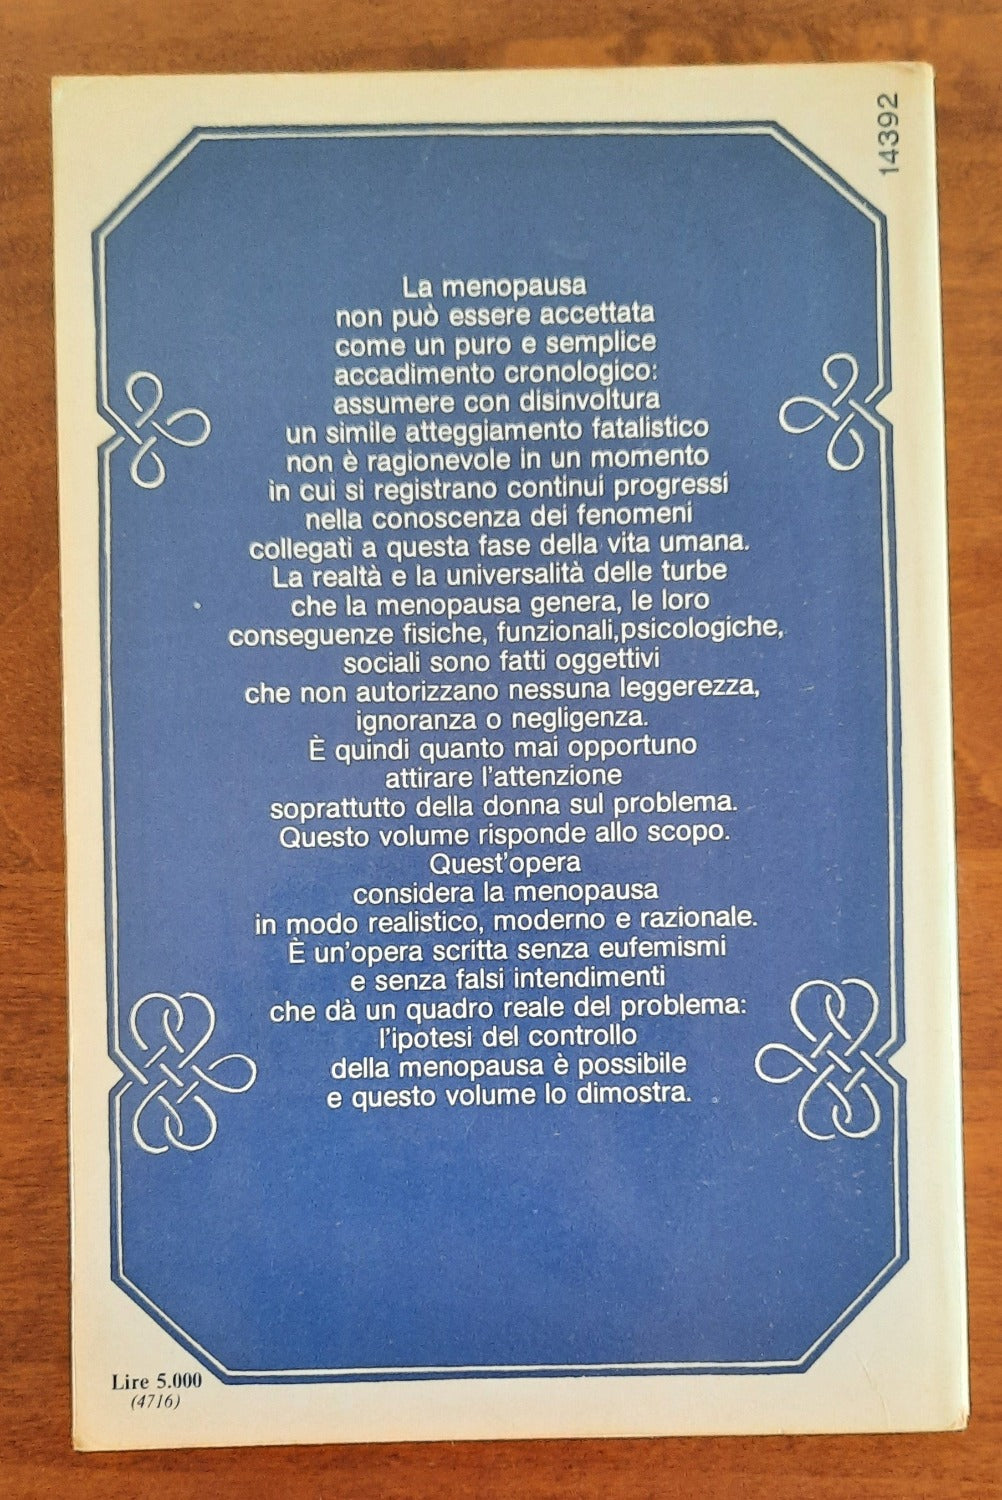 14392
La menopausa
non può essere accettata
come un puro e semplice
accadimento cronologico:
assumere con disinvoltura
un simile atteggiamento fatalistico
non è ragionevole in un momento
in cui si registrano continui progressi
nella conoscenza dei fenomeni
collegati a questa fase della vita umana.
La realtà e la universalità delle turbe
che la menopausa genera, le loro
conseguenze fisiche, funzionali,psicologiche,
sociali sono fatti oggettivi
che non autorizzano nessuna leggerezza,
ignoranza o negligenza.
È quindi quanto mai opportuno
attirare l'attenzione
soprattutto della donna sul problema.
Questo volume risponde allo scopo.
Quest'opera
considera la menopausa
in modo realistico, moderno e razionale.
È un'opera scritta senza eufemismi
e senza falsi intendimenti
che dà un quadro reale del problema:
l'ipotesi del controllo
della menopausa è possibile
e questo volume lo dimostra.
Lire 5.000
(4716)